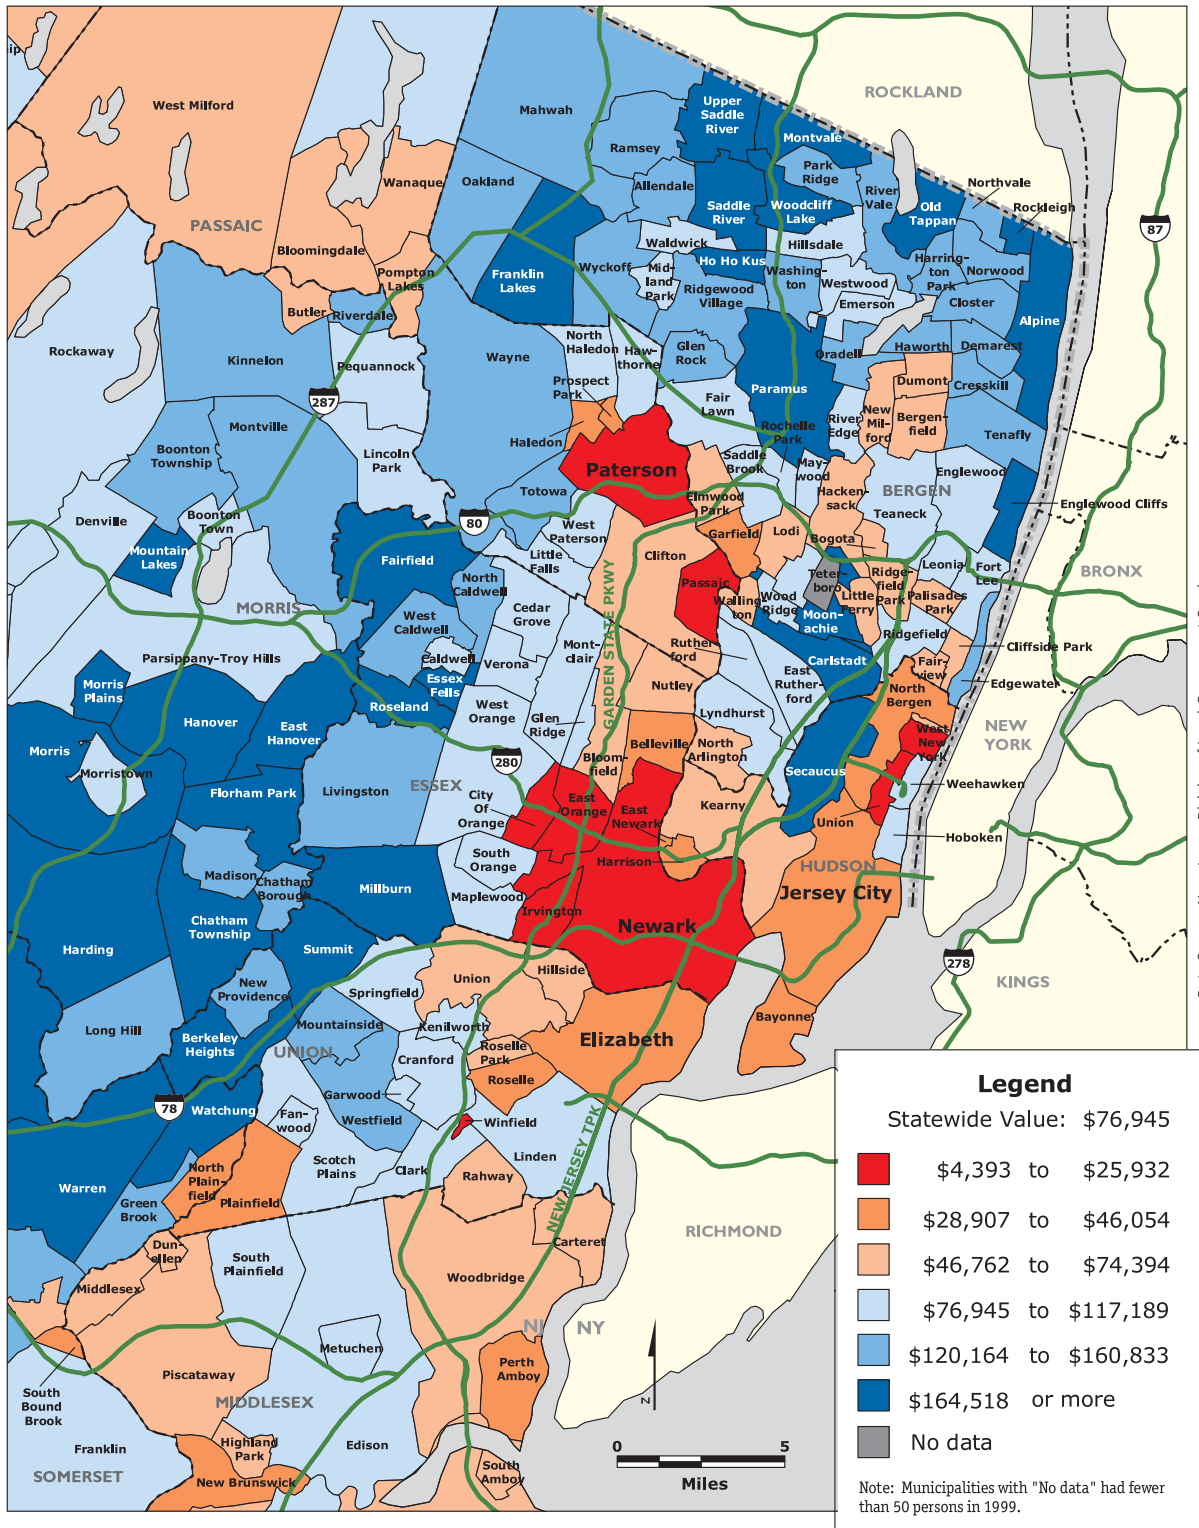 ip
West Milford
PASSAIC
Wanaque
Bloomingdale
Pompton
Lakes
Butler
Riverdale
Rockaway
Kinnelon
Pequannock
287
Montville
Boonton
Township
Lincoln
Park
Denville
Boonton
Town
Mountain
Lakes
MORRIS
Parsippany-Troy Hills
Morris
Plains
Hanover
East
Hanover
Morris
Morristown
Florham Park
Madison
Chatham
Borough
Chatham
Township
Harding
Long Hill
Mahwah
Ramsey
Upper
Saddle
River
Montvale
ROCKLAND
Oakland
Allendale
Saddle
River
Park
Ridge
Woodcliff
Lake
River
Vale
Old
Tappan
Northvale
Rockleigh
87
Franklin
Lakes
Wyckoff
Waldwick
Mid-
land
Park
Ho Ho Kus
Ridgewood
Village
Hillsdale
Washing-
ton
Westwood
Emerson
Harring-
ton
Park
Norwood
Closter
Alpine
Wayne
North
Haledon
Haw-
thorne
Glen
Rock
Prospect
Park
Haledon
Fair
Lawn
Paramus
Oradell
Haworth
Demarest
Dumont
Cresskill
New
Mil-
ford
Bergen-
field
River
Edge
Rochelle
Park
Tenafly
Paterson
Saddle
Brook
May-
wood
Hacken-
sack
BERGEN
Teaneck
Englewood
Englewood Cliffs
Totowa
80
West
Paterson
Little
Falls
Elmwood
Park
Garfield
Lodi
Bogota
Leonia
Fort
Lee
BRONX
Fairfield
North
Caldwell
West
Caldwell
Caldwell
Essex
Fells
Roseland
Cedar
Grove
Verona
Mont-
clair
Clifton
GARDEN STATE PKWY
Passaic
Walling-
ton
Wood
Ridge
Teter-
boro
Moon-
achie
Little
Ferry
Ridge-
field
Park
Palisades
Park
Ridgefield
Cliffside Park
Fair-
view
Edgewater
Ruther-
ford
Carlstadt
East
Ruther-
ford
Nutley
Lyndhurst
North
Bergen
West
New
York
NEW
YORK
West
Orange
Glen
Ridge
280
Bloom-
field
Belleville
North
Arlington
Secaucus
Weehawken
Livingston
ESSEX
City
Of
Orange
East
Orange
East
Newark
Kearny
Union
Hoboken
South
Orange
Harrison
HUDSON
Jersey City
Millburn
Maplewood
Irvington
Newark
278
KINGS
Summit
Union
Hillside
New
Providence
Springfield
Berkeley
Heights
Mountainside
UNION
Kenilworth
Cranford
Roselle
Park
Elizabeth
Bayonne
Roselle
Garwood
78
Watchung
Fan-
wood
Westfield
Winfield
NEW JERSEY TPK
Scotch
Plains
Clark
Linden
Rahway
Warren
North
Plain-
field
Plainfield
Green
Brook
Dun-
ellen
Middlesex
South
Plainfield
Woodbridge
Carteret
RICHMOND
NJ
NY
Metuchen
Perth
Amboy
Piscataway
MIDDLESEX
South
Bound
Brook
Franklin
SOMERSET
Highland
Park
Edison
New Brunswick
South
Amboy
N
0 5
Miles
Legend
Statewide Value: $76,945
$4,393 to $25,932
$28,907 to $46,054
$46,762 to $74,394
$76,945 to $117,189
$120,164 to $160,833
$164,518 or more
No data
Note: Municipalities with "No data" had fewer
than 50 persons in 1999.